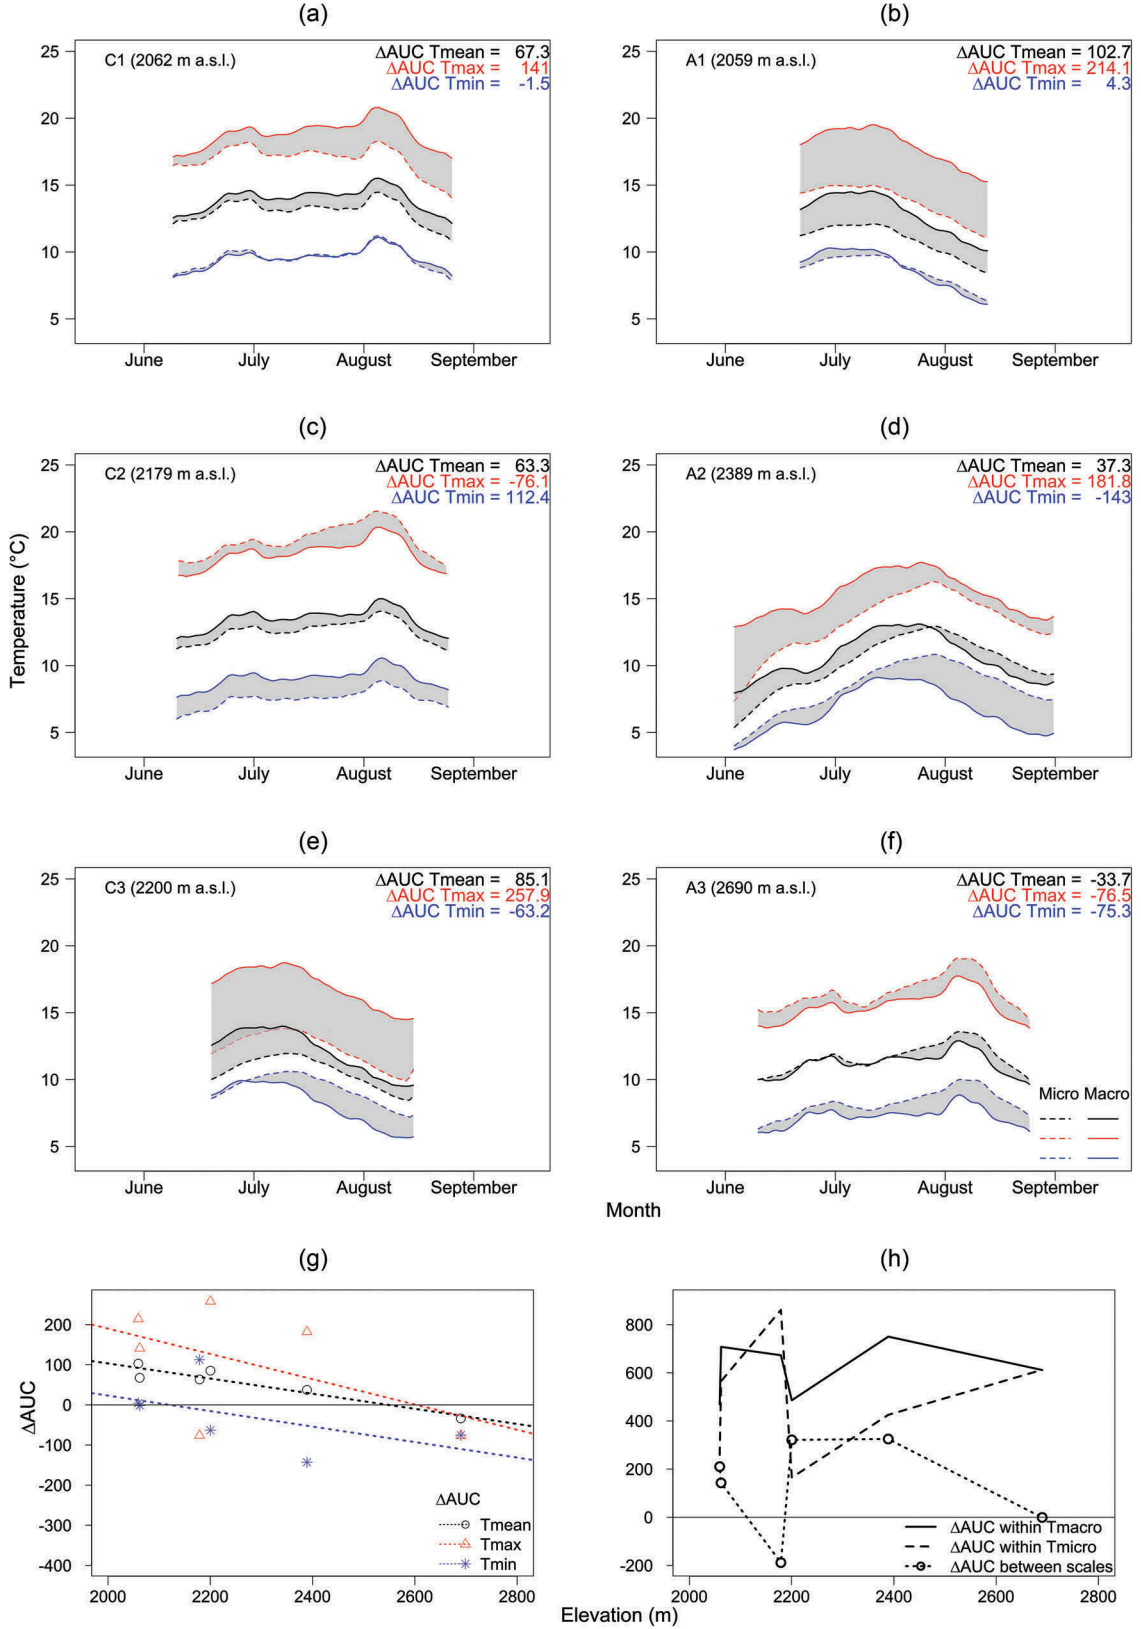 (a)
C1 (2062 m a.s.l.)
ΔAUC Tmean = 67.3
ΔAUC Tmax = 141
ΔAUC Tmin = -1.5
25
20
15
10
5
June July August September
(b)
A1 (2059 m a.s.l.)
ΔAUC Tmean = 102.7
ΔAUC Tmax = 214.1
ΔAUC Tmin = 4.3
25
20
15
10
5
June July August September
(c)
C2 (2179 m a.s.l.)
ΔAUC Tmean = 63.3
ΔAUC Tmax = -76.1
ΔAUC Tmin = 112.4
25
20
15
10
5
June July August September
(d)
A2 (2389 m a.s.l.)
ΔAUC Tmean = 37.3
ΔAUC Tmax = 181.8
ΔAUC Tmin = -143
25
20
15
10
5
June July August September
Temperature (°C)
(e)
C3 (2200 m a.s.l.)
ΔAUC Tmean = 85.1
ΔAUC Tmax = 257.9
ΔAUC Tmin = -63.2
25
20
15
10
5
June July August September
(f)
A3 (2690 m a.s.l.)
ΔAUC Tmean = -33.7
ΔAUC Tmax = -76.5
ΔAUC Tmin = -75.3
25
20
15
10
5
Micro Macro
June July August September
Month
(g)
200
100
0
-100
-200
-300
-400
ΔAUC
ΔAUC
Tmean
Tmax
Tmin
2000 2200 2400 2600 2800
(h)
800
600
400
200
0
-200
ΔAUC within Tmacro
ΔAUC within Tmicro
ΔAUC between scales
2000 2200 2400 2600 2800
Elevation (m)